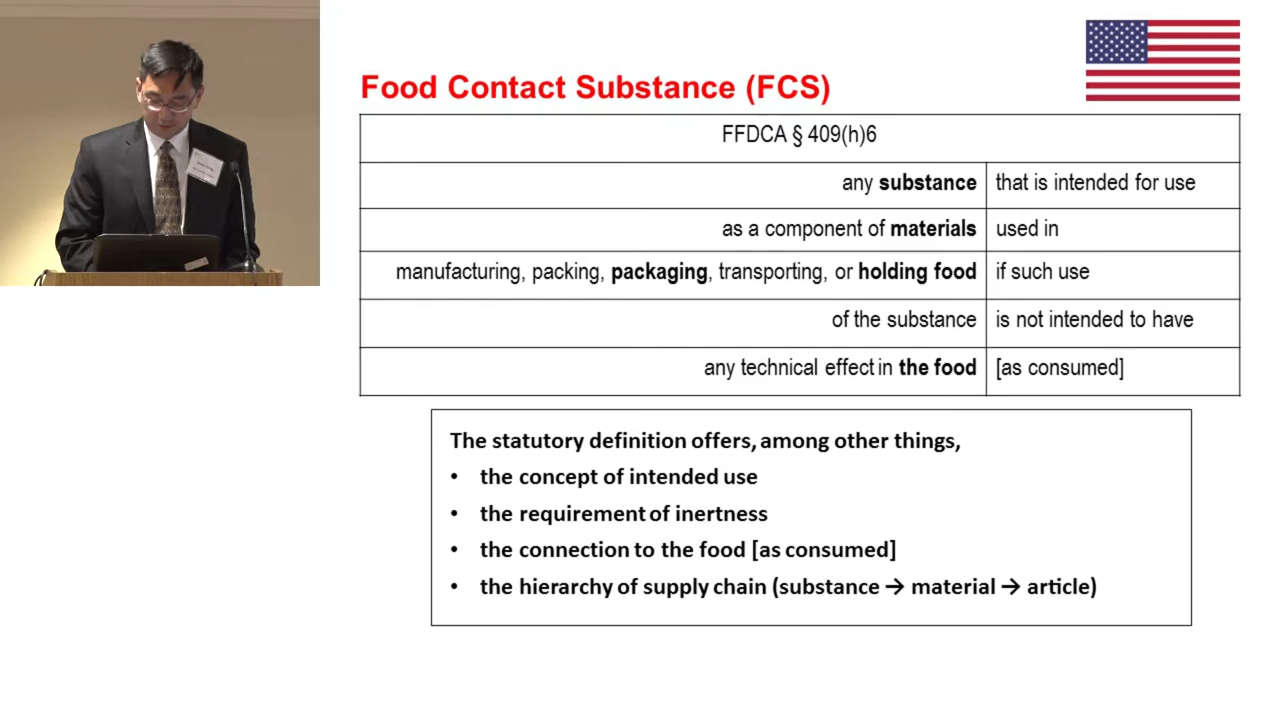 Food Contact Substance (FCS)
FFDCA § 409(h)6
any substance that is intended for use
as a component of materials used in
manufacturing, packing, packaging, transporting, or holding food if such use
of the substance is not intended to have
any technical effect in the food [as consumed]
The statutory definition offers, among other things,
• the concept of intended use
• the requirement of inertness
• the connection to the food [as consumed]
• the hierarchy of supply chain (substance → material → article)